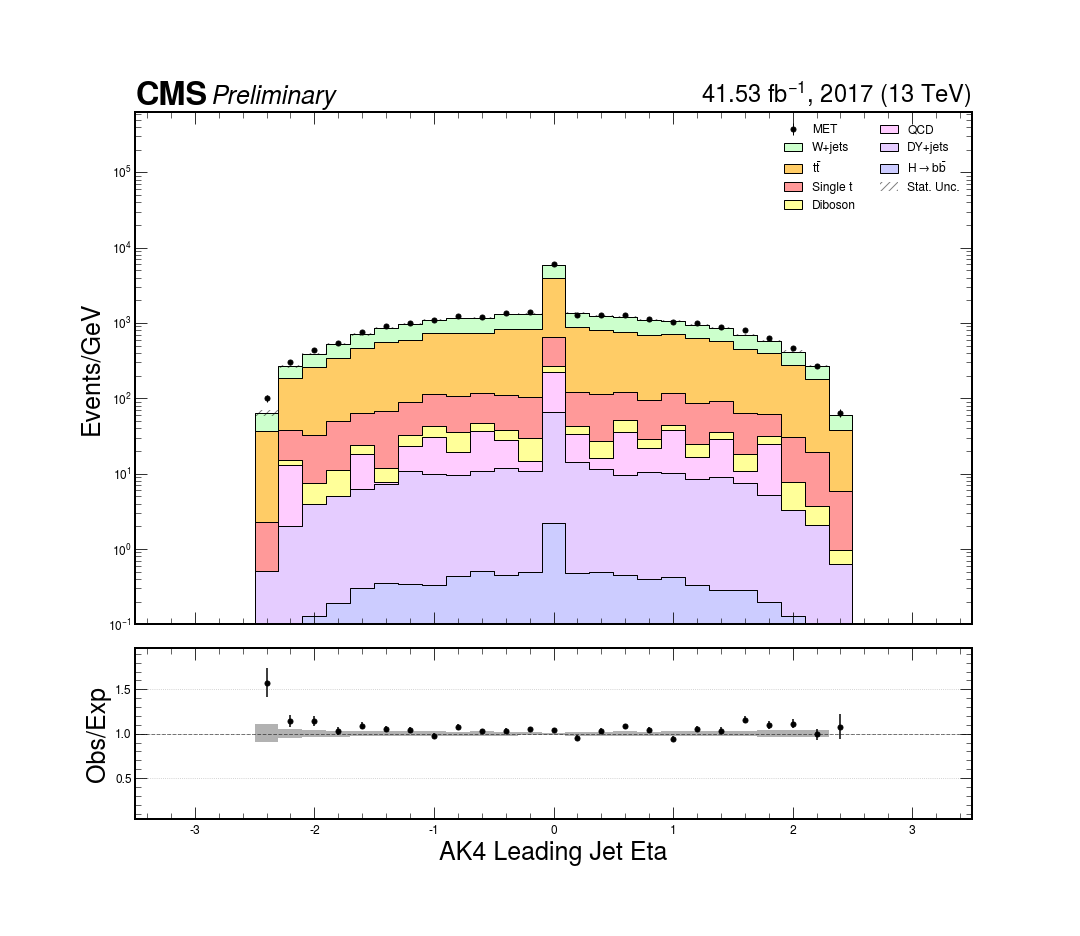 CMS Preliminary
41.53 fb⁻¹, 2017 (13 TeV)
MET
W+jets
tt̄
Single t
Diboson
QCD
DY+jets
H→bb̄
Stat. Unc.
Events/GeV
10⁵
10⁴
10³
10²
10¹
10⁰
10⁻¹
Obs/Exp
1.5
1.0
0.5
-3 -2 -1 0 1 2 3
AK4 Leading Jet Eta